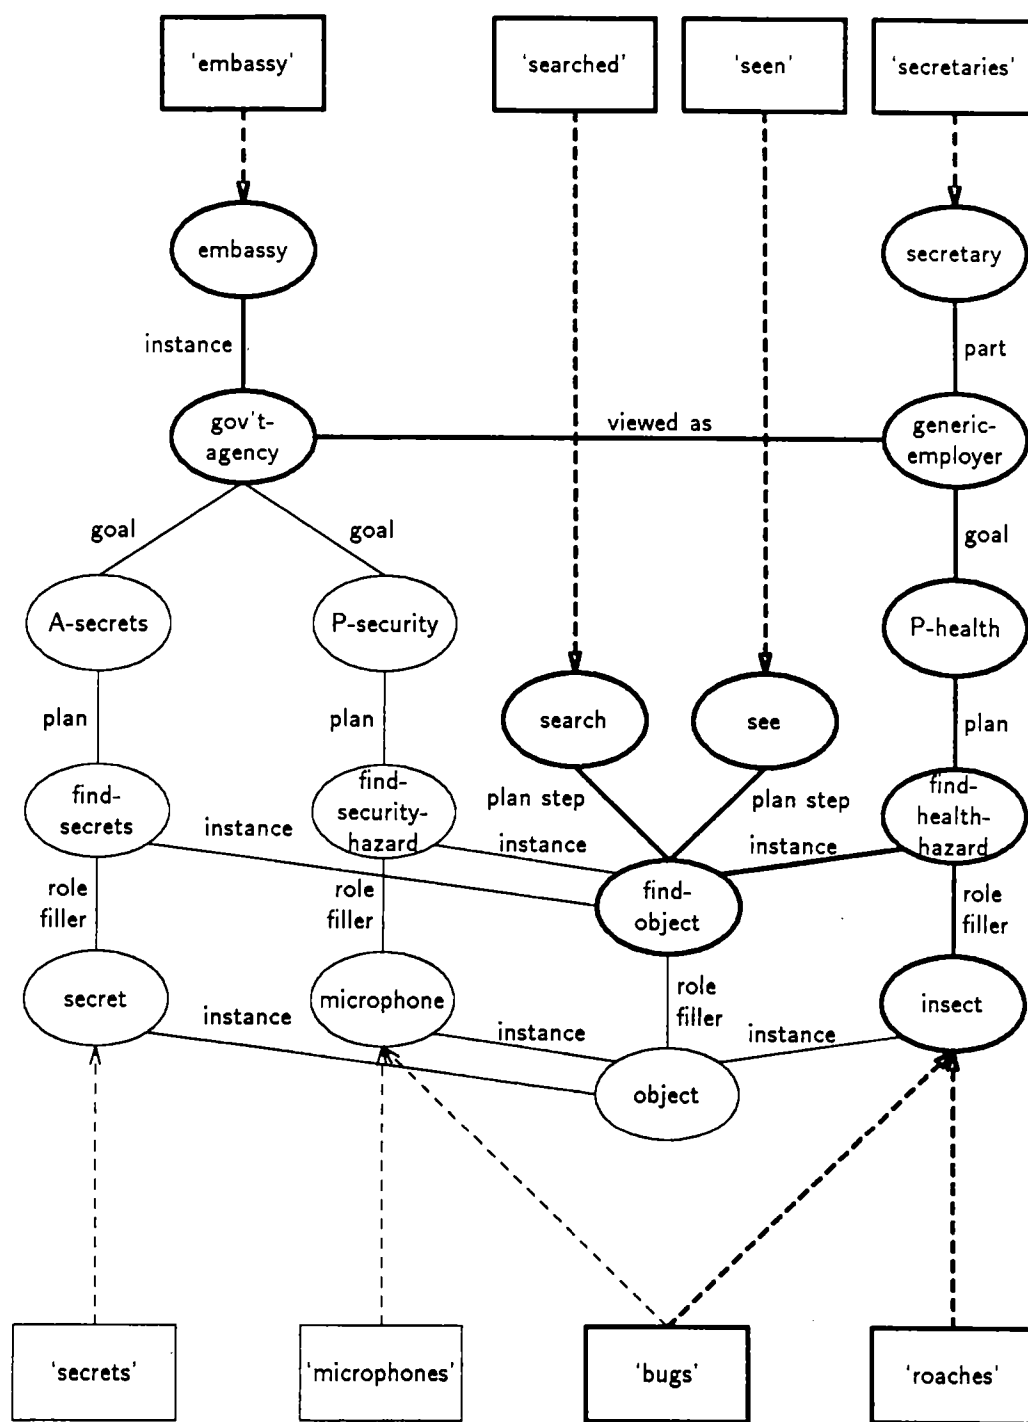 'embassy'
'searched'
'seen'
'secretaries'
embassy
secretary
instance
part
gov't-
agency
viewed as
generic-
employer
goal
goal
goal
A-secrets
P-security
P-health
plan
plan
search
see
plan
find-
secrets
find-
security-
hazard
plan step
plan step
find-
health-
hazard
instance
instance
instance
role
filler
role
filler
find-
object
role
filler
secret
microphone
insect
instance
instance
role
filler
instance
object
'secrets'
'microphones'
'bugs'
'roaches'